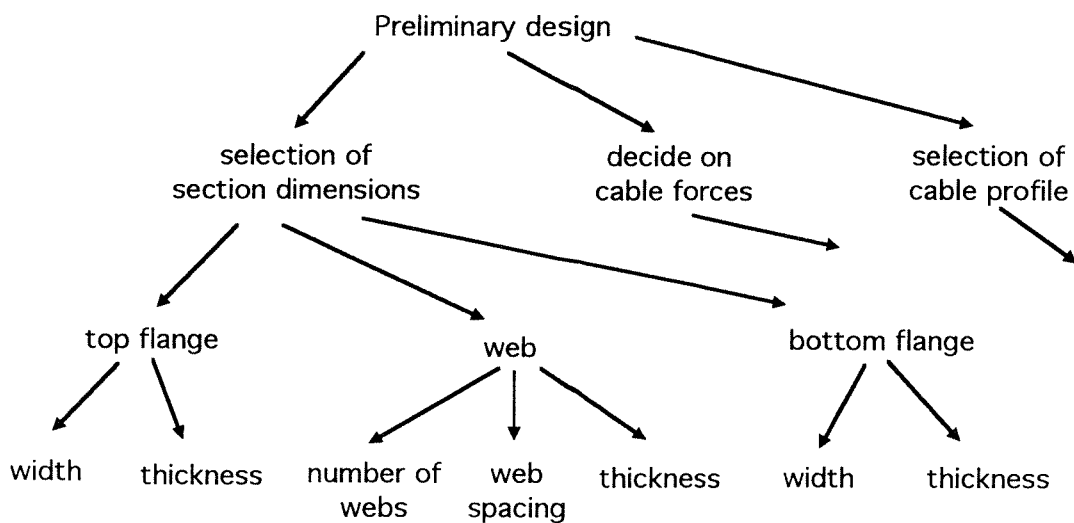 Preliminary design
selection of
section dimensions
decide on
cable forces
selection of
cable profile
top flange
web
bottom flange
width
thickness
number of
webs
web
spacing
thickness
width
thickness